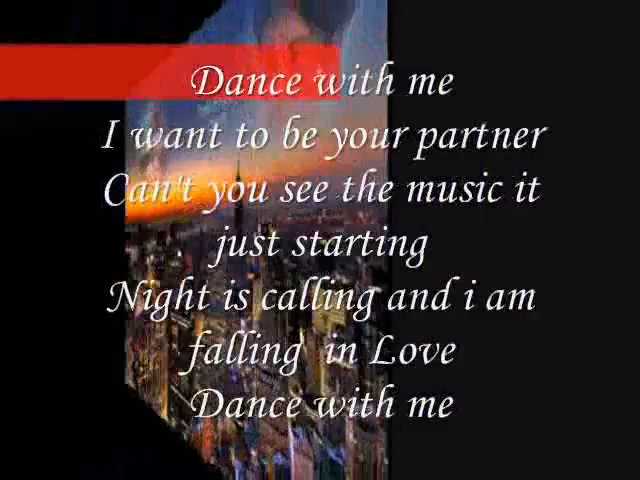 Dance with me
I want to be your partner
Can't you see the music it
just starting
Night is calling and i am
falling in Love
Dance with me